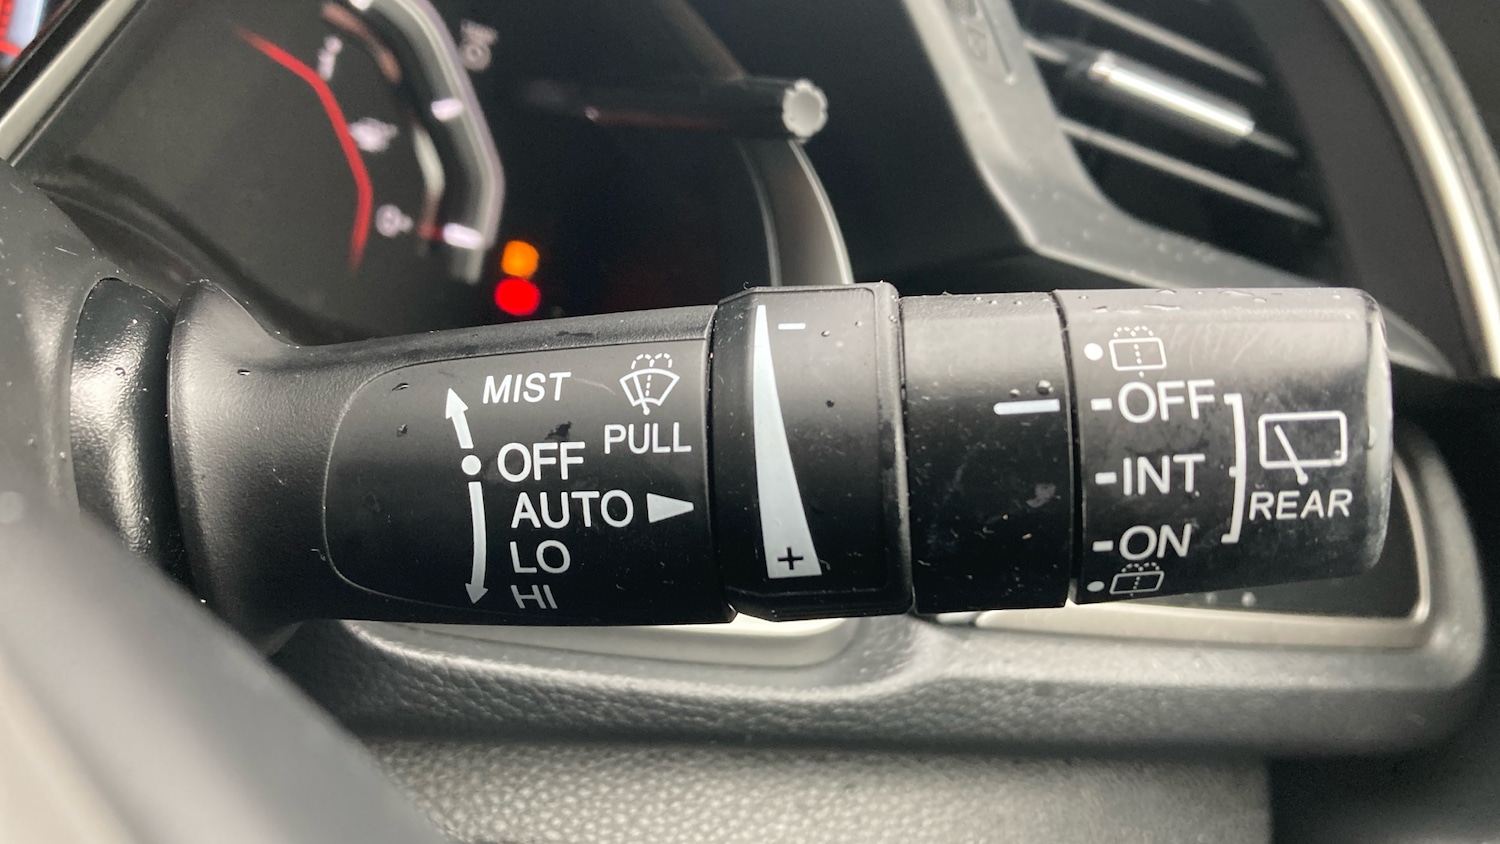 MIST
PULL
OFF
AUTO
LO
HI
-
+
OFF
INT
ON
REAR